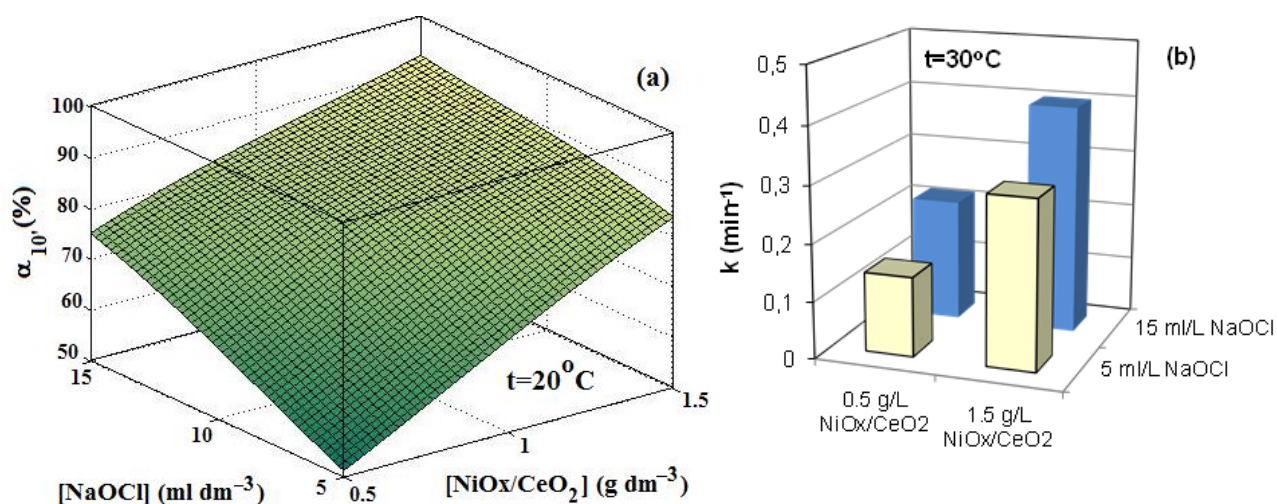 (a)
100
90
80
70
60
50
α 10' (%)
15
10
5
[NaOCl] (ml dm⁻³)
0.5
1
1.5
[NiOx/CeO₂] (g dm⁻³)
t=20°C
(b)
t=30°C
0,5
0,4
0,3
0,2
0,1
0
k (min⁻¹)
0.5 g/L
NiOx/CeO2
1.5 g/L
NiOx/CeO2
15 ml/L NaOCl
5 ml/L NaOCl